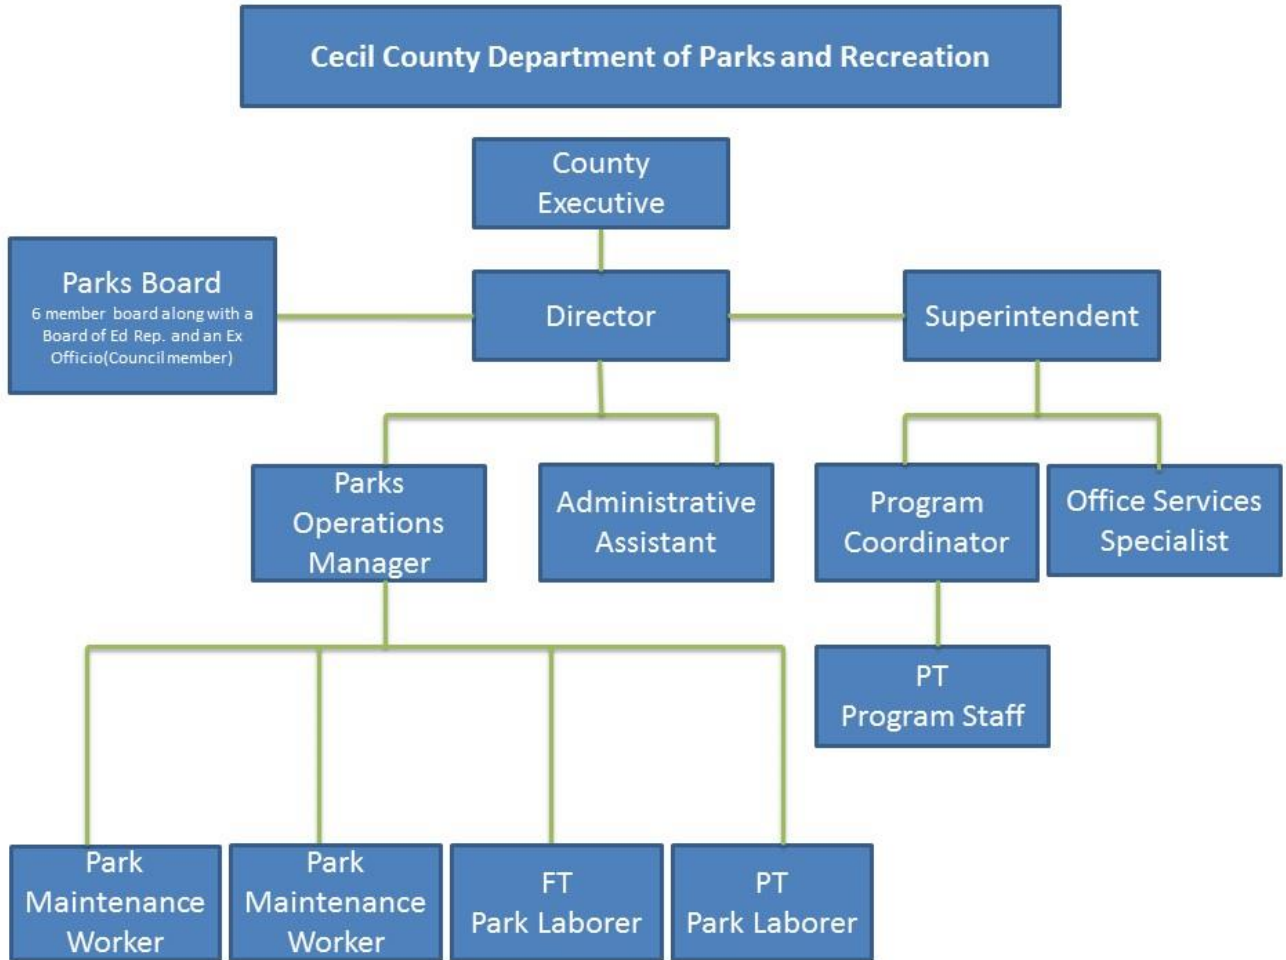 Cecil County Department of Parks and Recreation
County
Executive
Parks Board
6 member board along with a
Board of Ed Rep. and an Ex
Officio(Council member)
Director
Superintendent
Parks
Operations
Manager
Administrative
Assistant
Program
Coordinator
Office Services
Specialist
PT
Program Staff
Park
Maintenance
Worker
Park
Maintenance
Worker
FT
Park Laborer
PT
Park Laborer